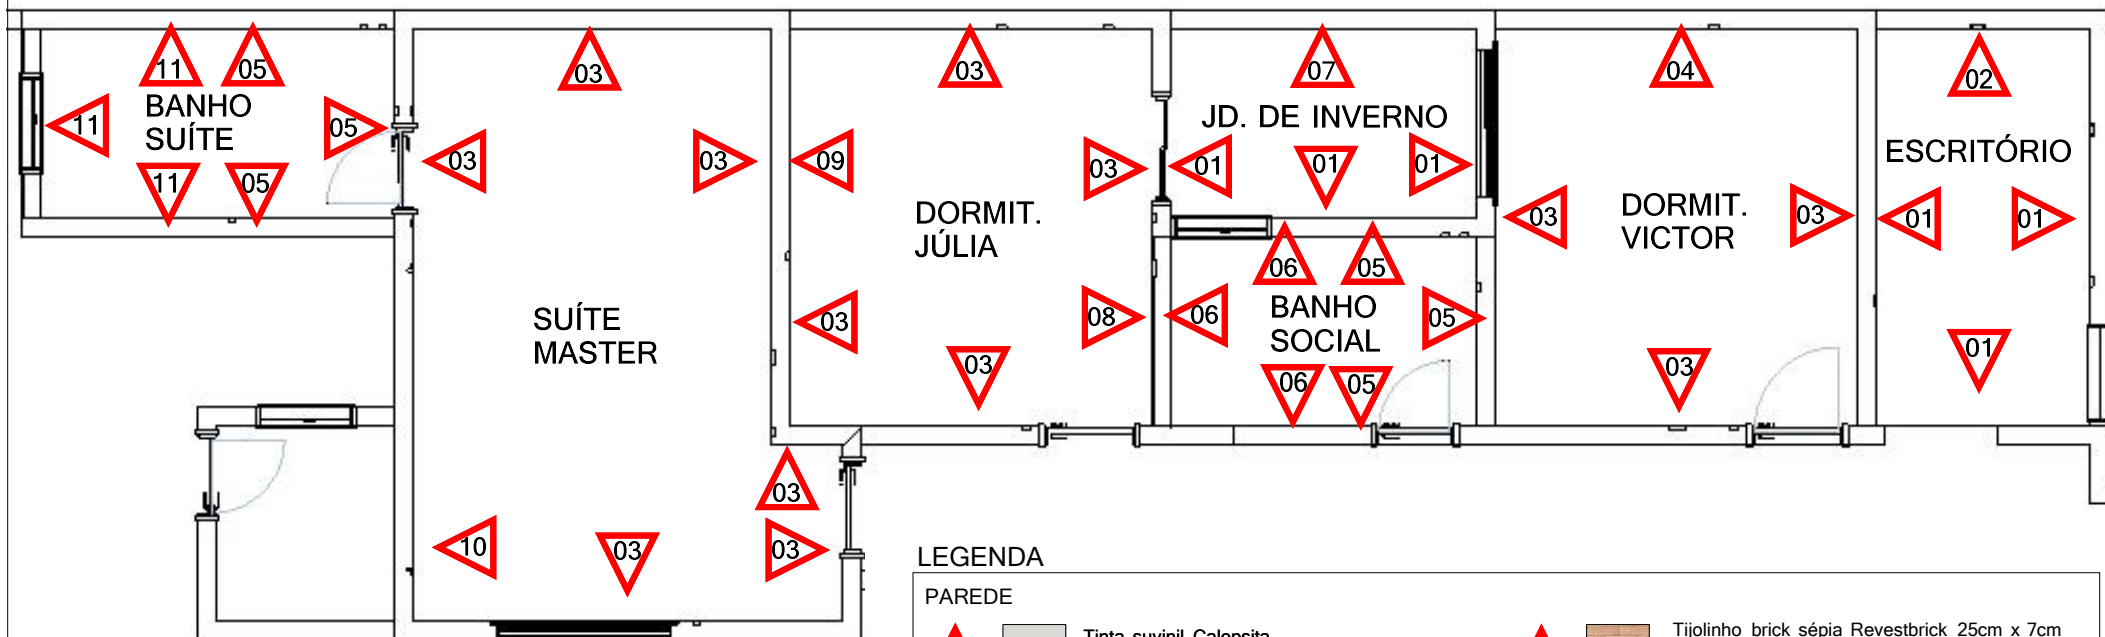 11
05
BANHO
SUÍTE
11
05
11
05
03
03
03
SUÍTE
MASTER
03
10
03
03
03
09
03
DORMIT.
JÚLIA
03
08
03
07
JD. DE INVERNO
01
01
01
06
05
06
BANHO
SOCIAL
05
06
05
04
03
DORMIT.
VICTOR
03
03
02
ESCRITÓRIO
01
01
01
LEGENDA
PAREDE
Tinta suvinil Calopsita
Tijolinho brick sépia Revestbrick 25cm x 7cm